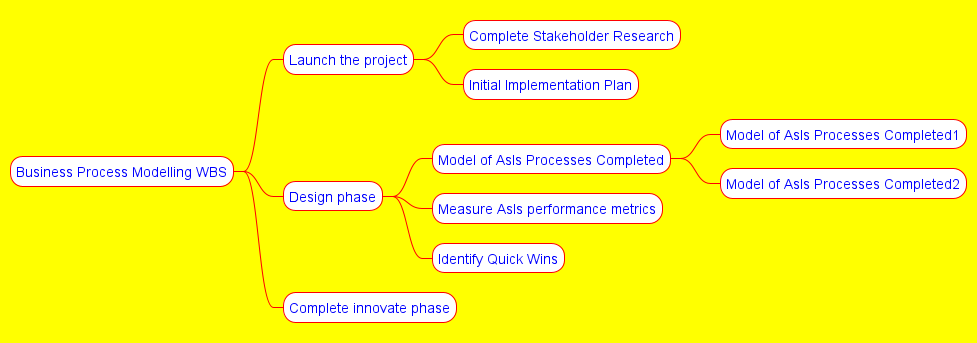 Business Process Modelling WBS
Launch the project
Complete Stakeholder Research
Initial Implementation Plan
Design phase
Model of AsIs Processes Completed
Model of AsIs Processes Completed1
Model of AsIs Processes Completed2
Measure AsIs performance metrics
Identify Quick Wins
Complete innovate phase